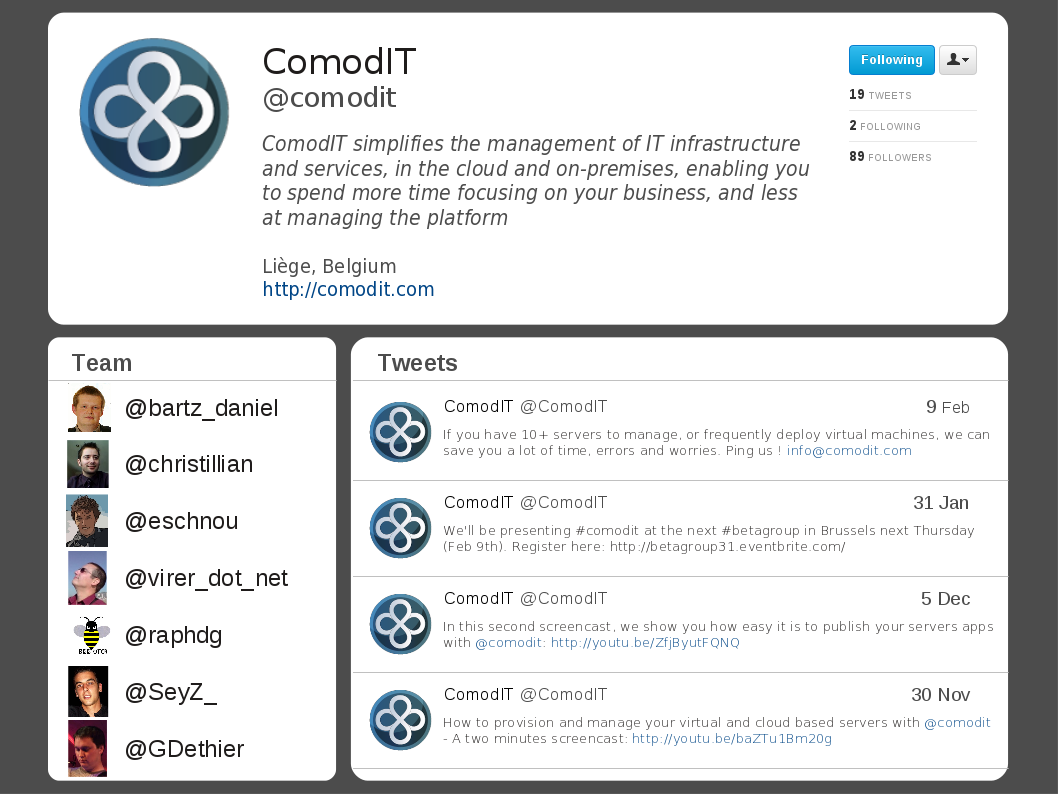 ComodIT
@comodit
ComodIT simplifies the management of IT infrastructure
and services, in the cloud and on-premises, enabling you
to spend more time focusing on your business, and less
at managing the platform
Liège, Belgium
http://comodit.com
Following
19 TWEETS
2 FOLLOWING
89 FOLLOWERS
Team
@bartz_daniel
@christillian
@eschnou
@virer_dot_net
@raphdg
@SeyZ_
@GDethier
Tweets
ComodIT @ComodIT 9 Feb
If you have 10+ servers to manage, or frequently deploy virtual machines, we can
save you a lot of time, errors and worries. Ping us ! info@comodit.com
ComodIT @ComodIT 31 Jan
We'll be presenting #comodit at the next #betagroup in Brussels next Thursday
(Feb 9th). Register here: http://betagroup31.eventbrite.com/
ComodIT @ComodIT 5 Dec
In this second screencast, we show you how easy it is to publish your servers apps
with @comodit: http://youtu.be/ZfjByutFQNQ
ComodIT @ComodIT 30 Nov
How to provision and manage your virtual and cloud based servers with @comodit
- A two minutes screencast: http://youtu.be/baZTu1Bm20g